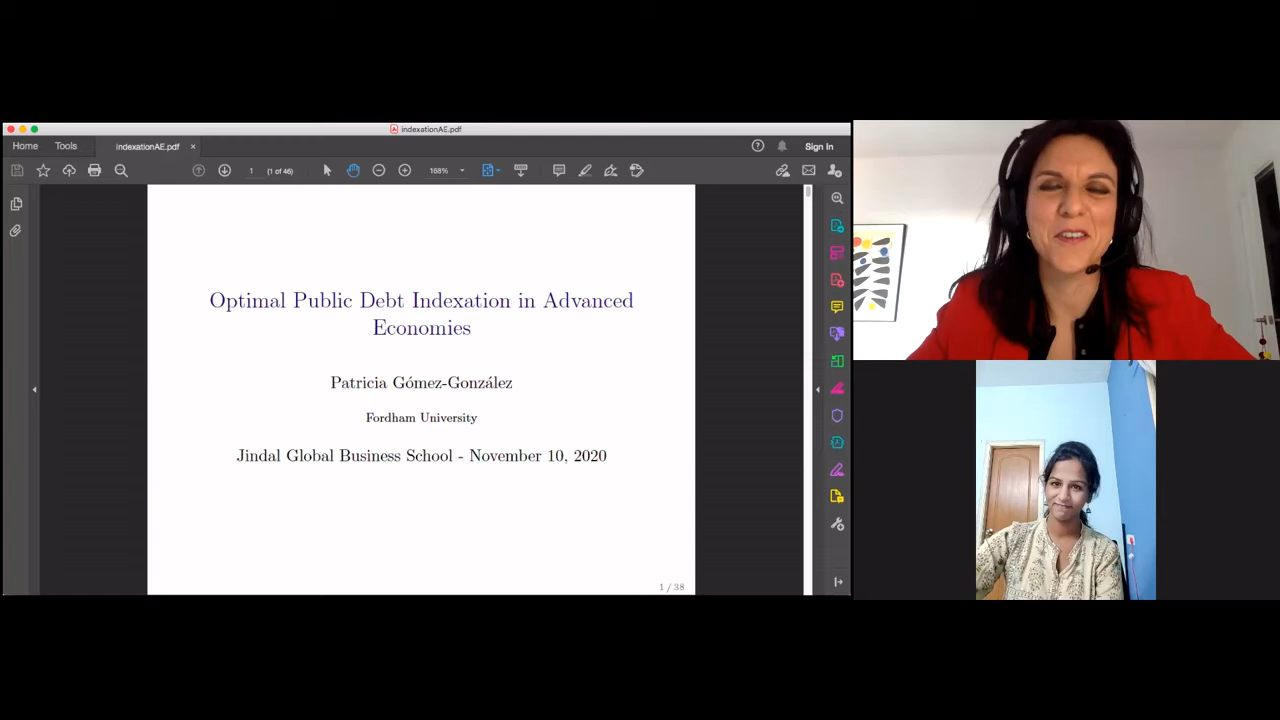 indexationAE.pdf
Home Tools indexationAE.pdf × Sign In
1 (1 of 46) 168%
Optimal Public Debt Indexation in Advanced
Economies
Patricia Gómez-González
Fordham University
Jindal Global Business School - November 10, 2020
1 / 38